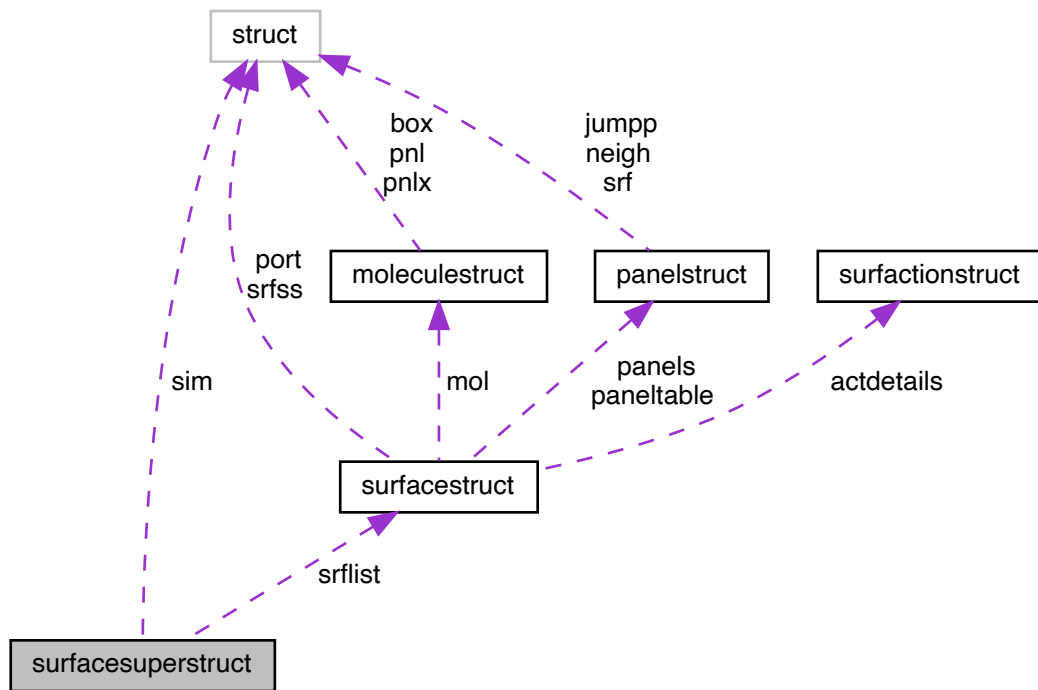 struct
box
pnl
pnlx
jumpp
neigh
srf
port
srfss
moleculestruct
panelstruct
surfactionstruct
sim
mol
panels
paneltable
actdetails
surfacestruct
srflist
surfacesuperstruct